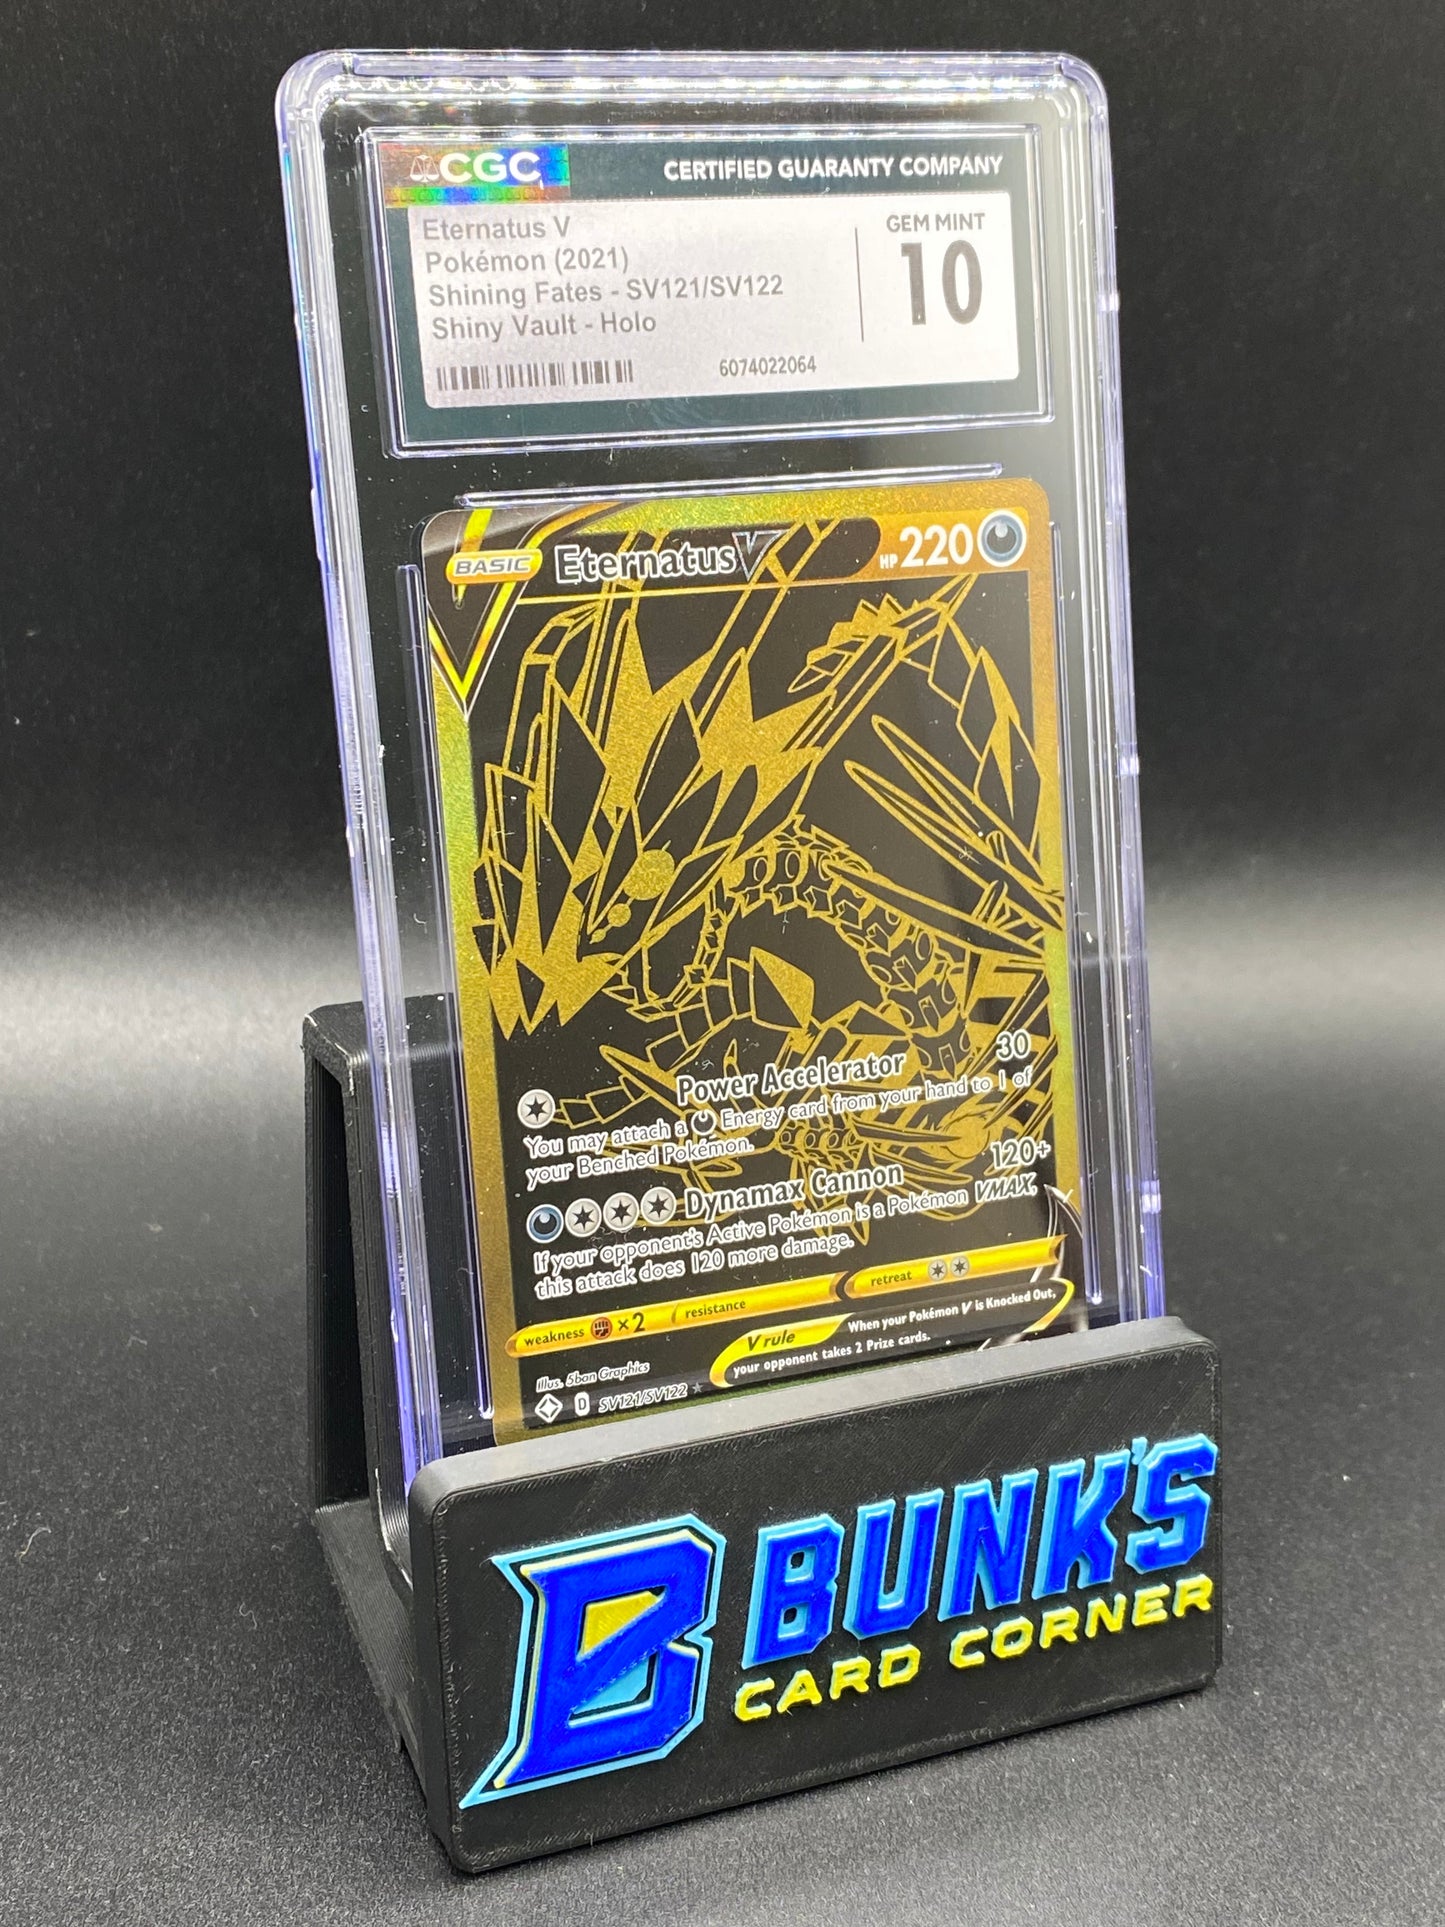 CGC
CERTIFIED GUARANTY COMPANY
Eternatus V
Pokémon (2021)
Shining Fates - SV121/SV122
Shiny Vault - Holo
GEM MINT
10
6074022064
BASIC
Eternatus V
HP 220
Power Accelerator 30
You may attach a Energy card from your hand to 1 of
your Benched Pokémon.
Dynamax Cannon 120+
If your opponent's Active Pokémon is a Pokémon VMAX,
this attack does 120 more damage.
weakness ×2 resistance retreat
V rule
When your Pokémon V is Knocked Out,
your opponent takes 2 Prize cards.
Illus. 5ban Graphics
D SV121/SV122 ★
B
BUNK'S
CARD CORNER